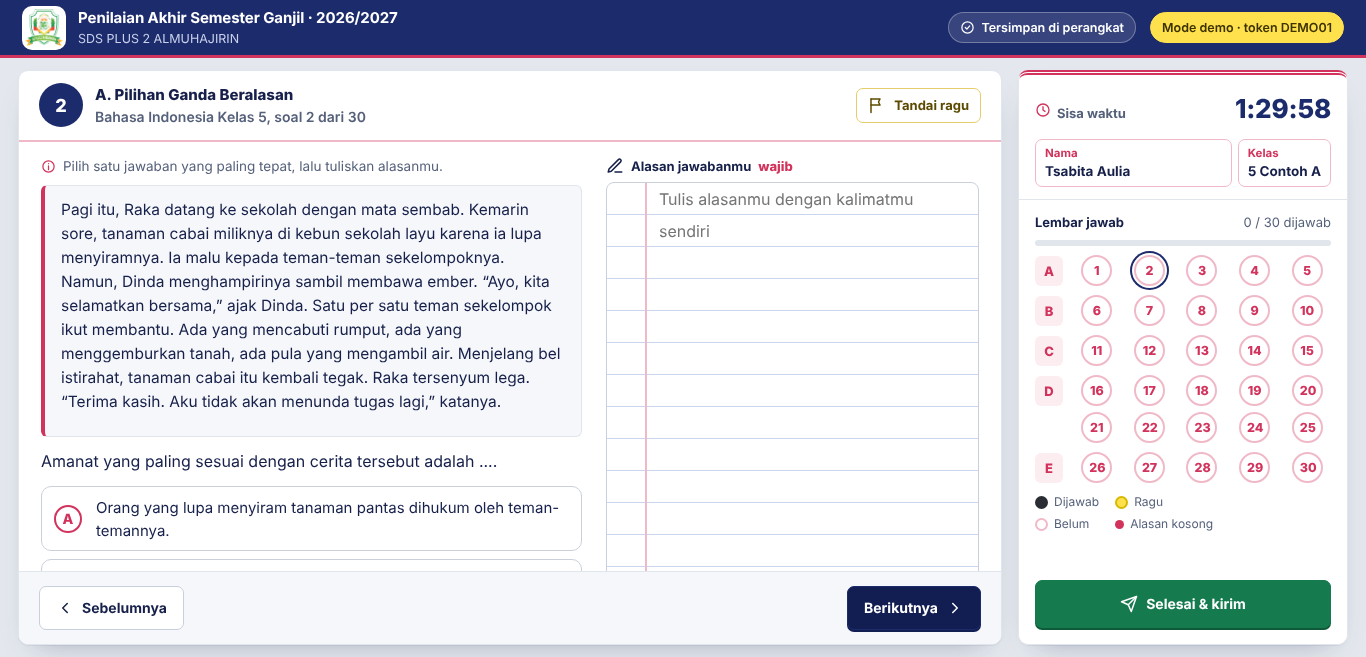 Penilaian Akhir Semester Ganjil · 2026/2027
SDS PLUS 2 ALMUHAJIRIN
Tersimpan di perangkat
Mode demo · token DEMO01
2
A. Pilihan Ganda Beralasan
Bahasa Indonesia Kelas 5, soal 2 dari 30
Tandai ragu
Pilih satu jawaban yang paling tepat, lalu tuliskan alasanmu.
Pagi itu, Raka datang ke sekolah dengan mata sembab. Kemarin
sore, tanaman cabai miliknya di kebun sekolah layu karena ia lupa
menyiramnya. Ia malu kepada teman-teman sekelompoknya.
Namun, Dinda menghampirinya sambil membawa ember. “Ayo, kita
selamatkan bersama,” ajak Dinda. Satu per satu teman sekelompok
ikut membantu. Ada yang mencabuti rumput, ada yang
menggemburkan tanah, ada pula yang mengambil air. Menjelang bel
istirahat, tanaman cabai itu kembali tegak. Raka tersenyum lega.
“Terima kasih. Aku tidak akan menunda tugas lagi,” katanya.
Amanat yang paling sesuai dengan cerita tersebut adalah ....
A
Orang yang lupa menyiram tanaman pantas dihukum oleh teman-
temannya.
Alasan jawabanmu wajib
Tulis alasanmu dengan kalimatmu
sendiri
Sebelumnya
Berikutnya
Sisa waktu
1:29:58
Nama
Tsabita Aulia
Kelas
5 Contoh A
Lembar jawab
0 / 30 dijawab
A 1 2 3 4 5
B 6 7 8 9 10
C 11 12 13 14 15
D 16 17 18 19 20
21 22 23 24 25
E 26 27 28 29 30
Dijawab
Ragu
Belum
Alasan kosong
Selesai & kirim